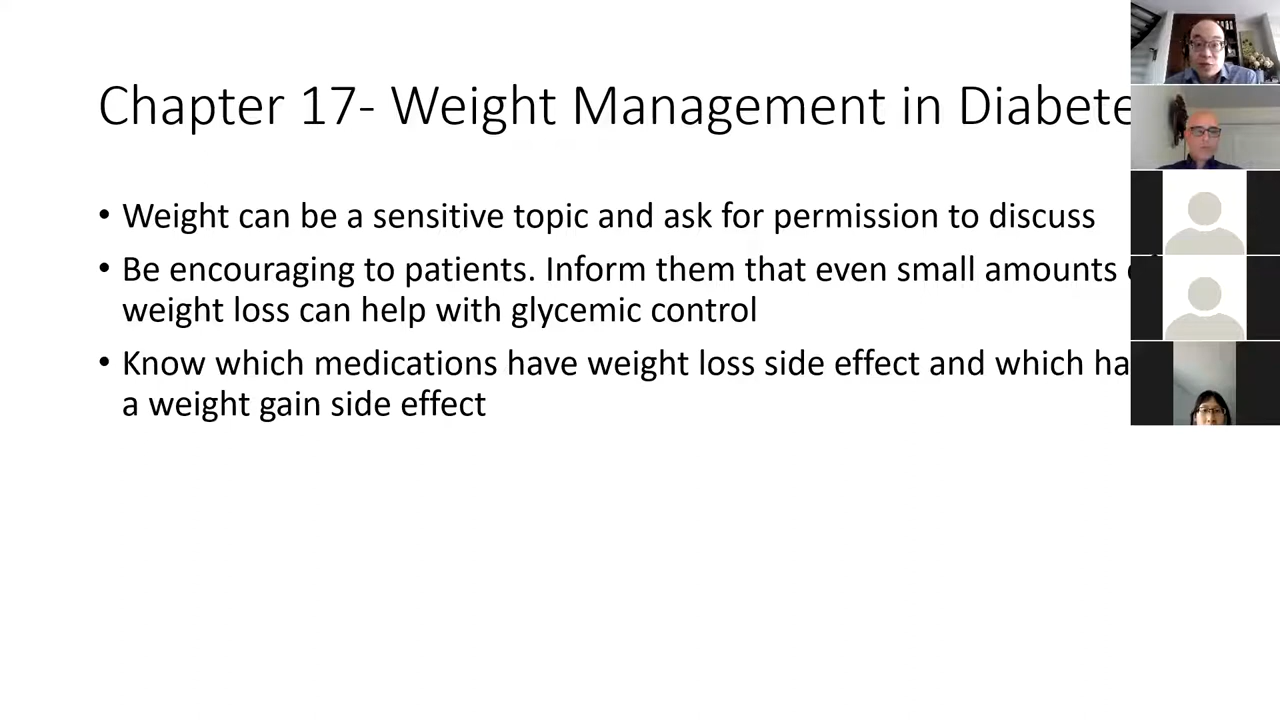 Chapter 17- Weight Management in Diabete
• Weight can be a sensitive topic and ask for permission to discuss
• Be encouraging to patients. Inform them that even small amounts
weight loss can help with glycemic control
• Know which medications have weight loss side effect and which ha
a weight gain side effect